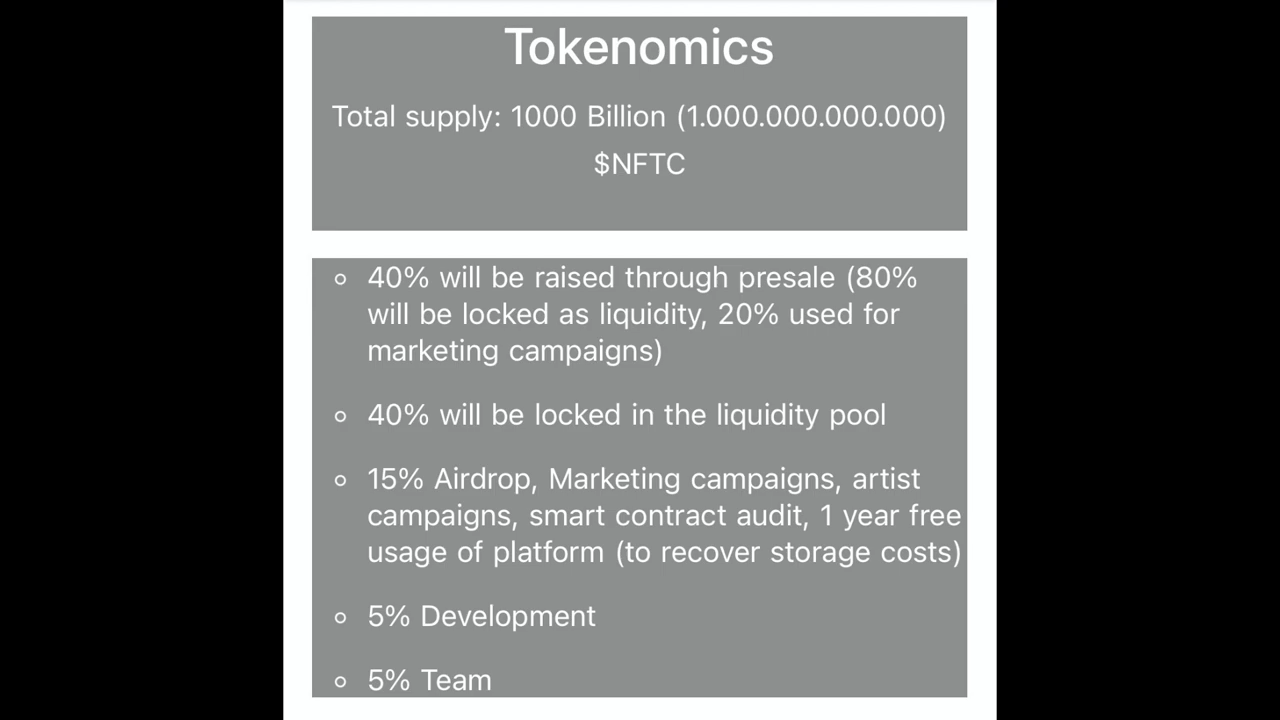 Tokenomics
Total supply: 1000 Billion (1.000.000.000.000)
$NFTC
40% will be raised through presale (80%
will be locked as liquidity, 20% used for
marketing campaigns)
40% will be locked in the liquidity pool
15% Airdrop, Marketing campaigns, artist
campaigns, smart contract audit, 1 year free
usage of platform (to recover storage costs)
5% Development
5% Team